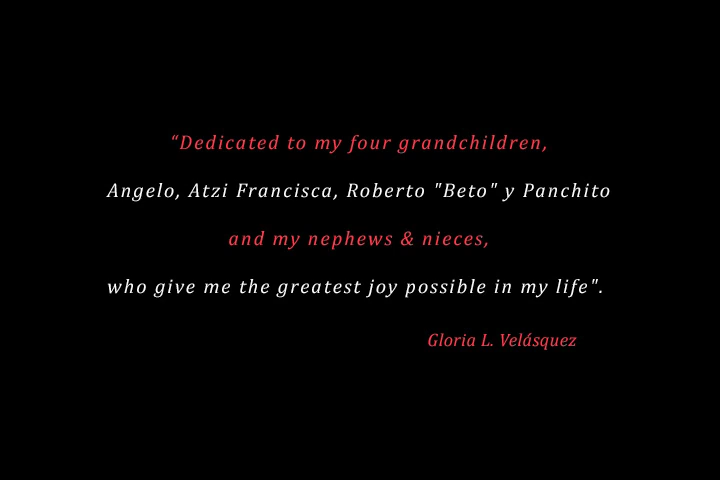 “Dedicated to my four grandchildren,
Angelo, Atzi Francisca, Roberto "Beto" y Panchito
and my nephews & nieces,
who give me the greatest joy possible in my life".
Gloria L. Velásquez